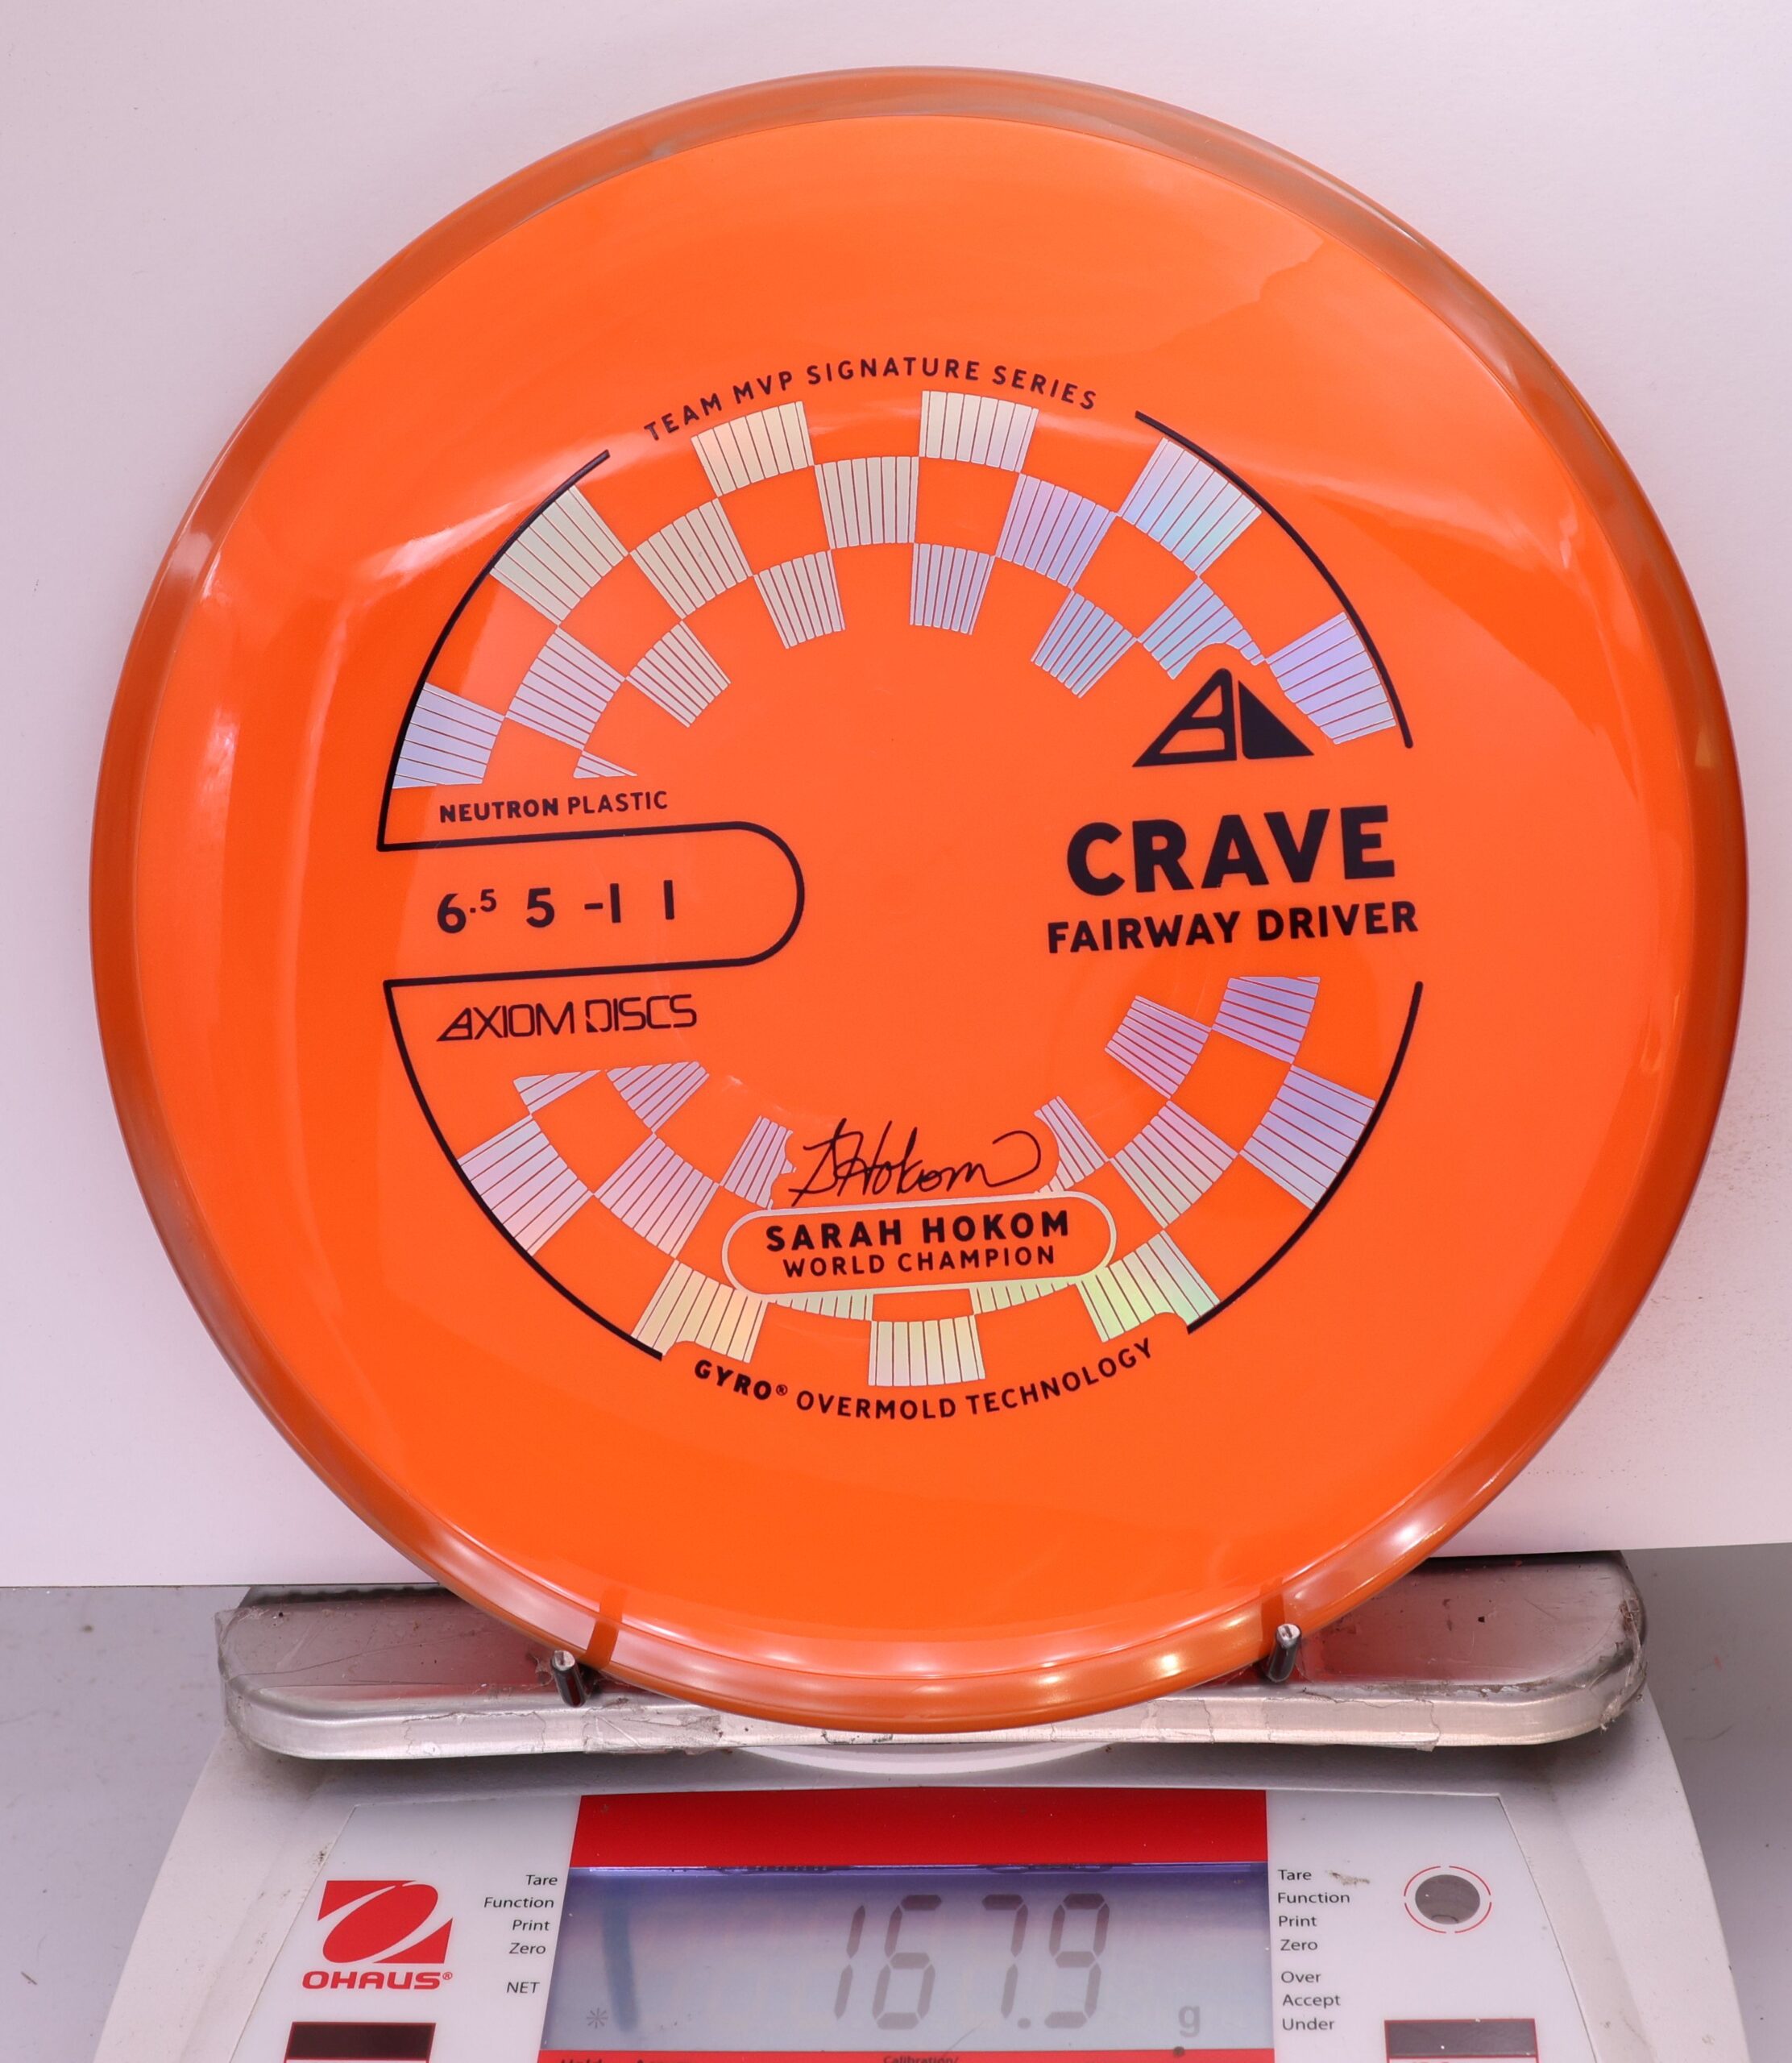 TEAM MVP SIGNATURE SERIES
NEUTRON PLASTIC
6.5 5 -1 1
AXIOM DISCS
CRAVE
FAIRWAY DRIVER
SHokom
SARAH HOKOM
WORLD CHAMPION
GYRO® OVERMOLD TECHNOLOGY
OHAUS®
Tare
Function
Print
Zero
NET
167.9 g
Tare
Function
Print
Zero
Over
Accept
Under